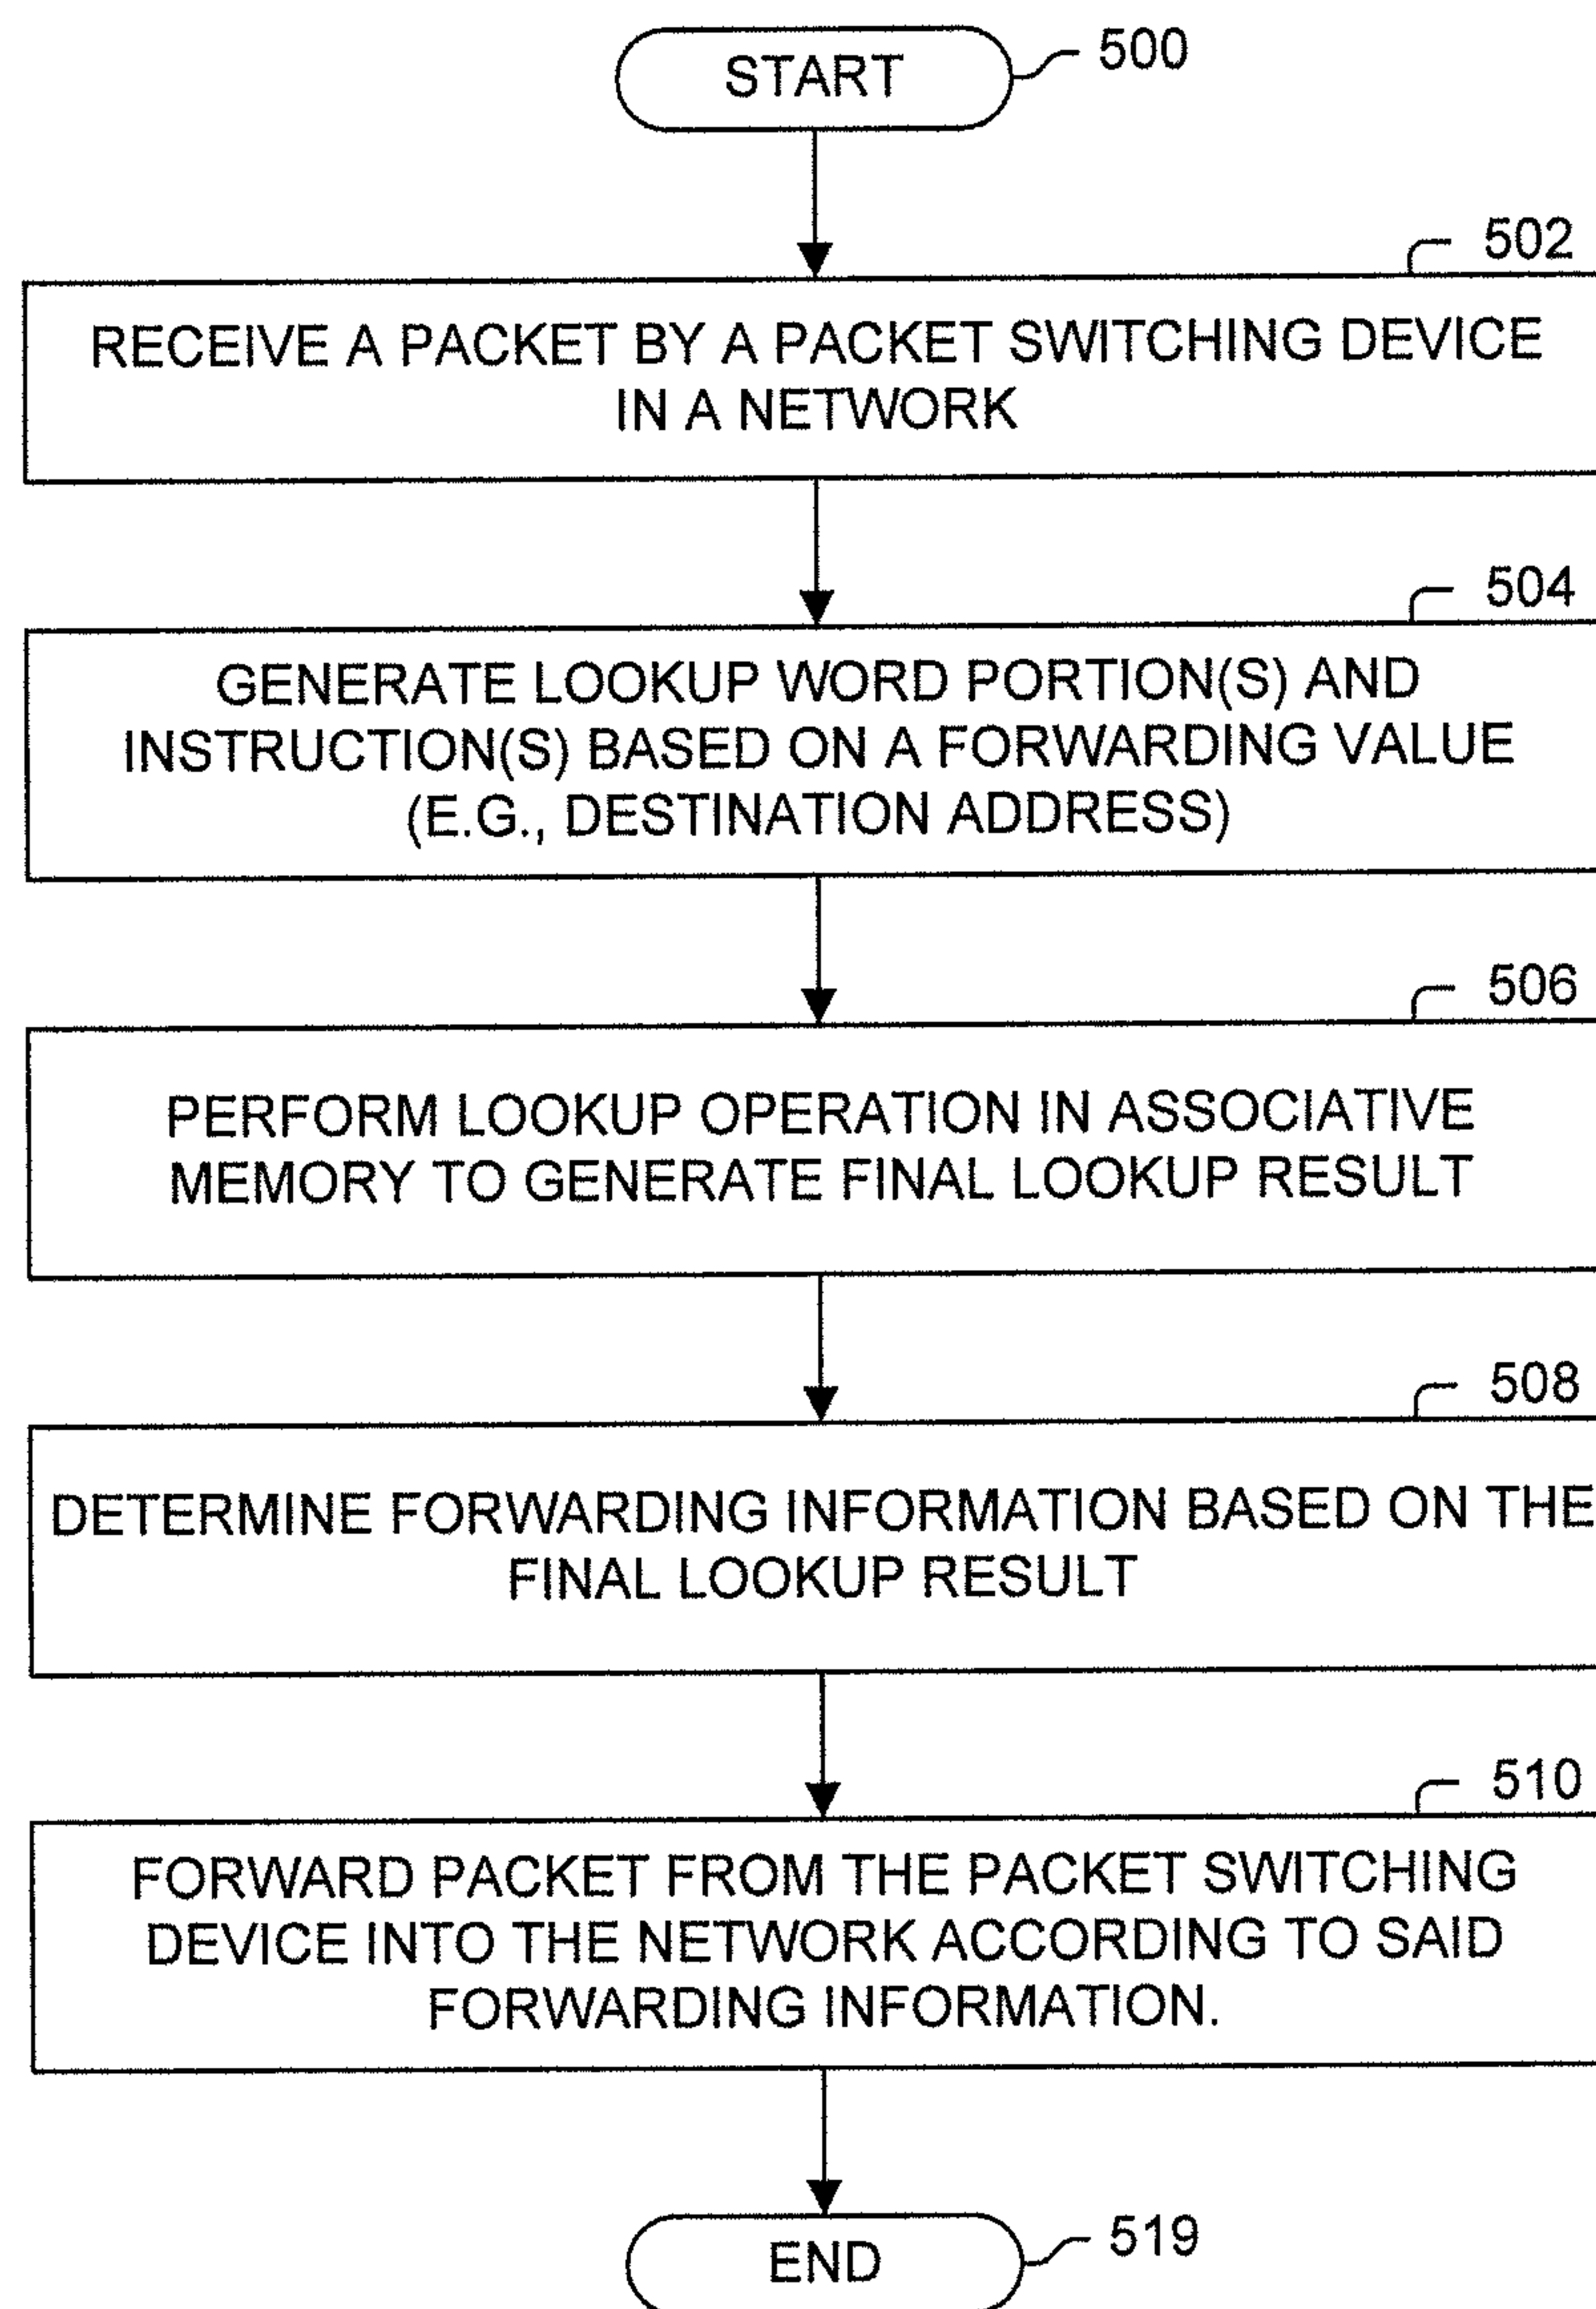 START
500
502
RECEIVE A PACKET BY A PACKET SWITCHING DEVICE
IN A NETWORK
504
GENERATE LOOKUP WORD PORTION(S) AND
INSTRUCTION(S) BASED ON A FORWARDING VALUE
(E.G., DESTINATION ADDRESS)
506
PERFORM LOOKUP OPERATION IN ASSOCIATIVE
MEMORY TO GENERATE FINAL LOOKUP RESULT
508
DETERMINE FORWARDING INFORMATION BASED ON THE
FINAL LOOKUP RESULT
510
FORWARD PACKET FROM THE PACKET SWITCHING
DEVICE INTO THE NETWORK ACCORDING TO SAID
FORWARDING INFORMATION.
END
519